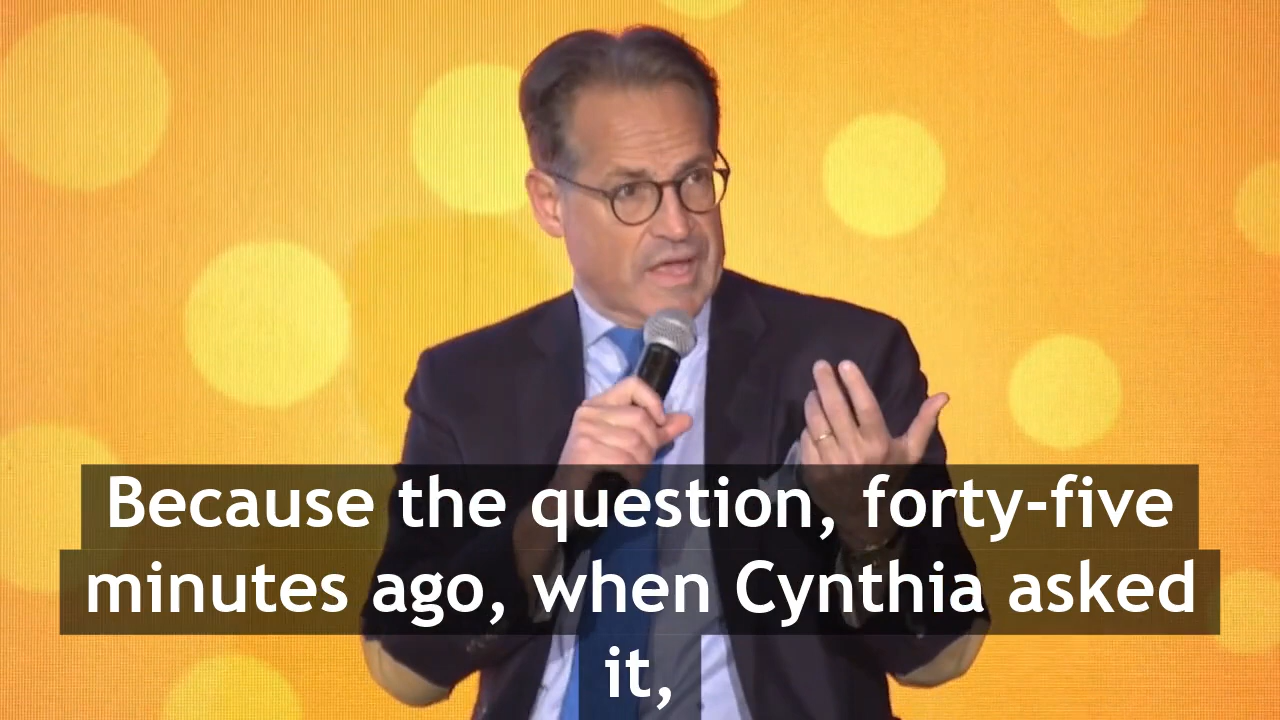 Because the question, forty-five
minutes ago, when Cynthia asked
it,